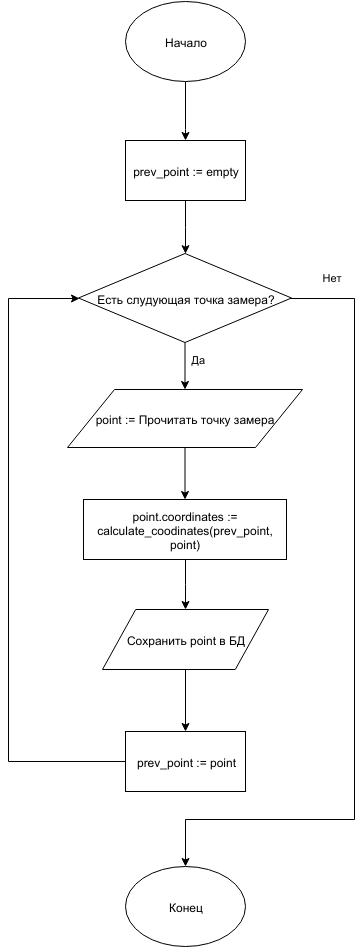 Начало
prev_point := empty
Есть слудующая точка замера?
Нет
Да
point := Прочитать точку замера
point.coordinates :=
calculate_coodinates(prev_point,
point)
Сохранить point в БД
prev_point := point
Конец